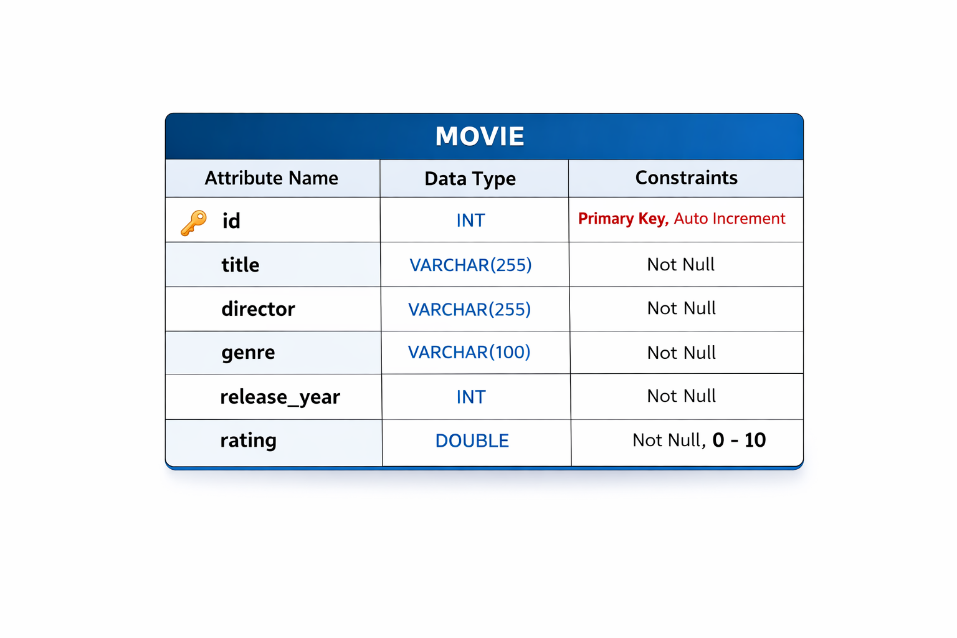 MOVIE
Attribute Name Data Type Constraints
id INT Primary Key, Auto Increment
title VARCHAR(255) Not Null
director VARCHAR(255) Not Null
genre VARCHAR(100) Not Null
release_year INT Not Null
rating DOUBLE Not Null, 0 - 10